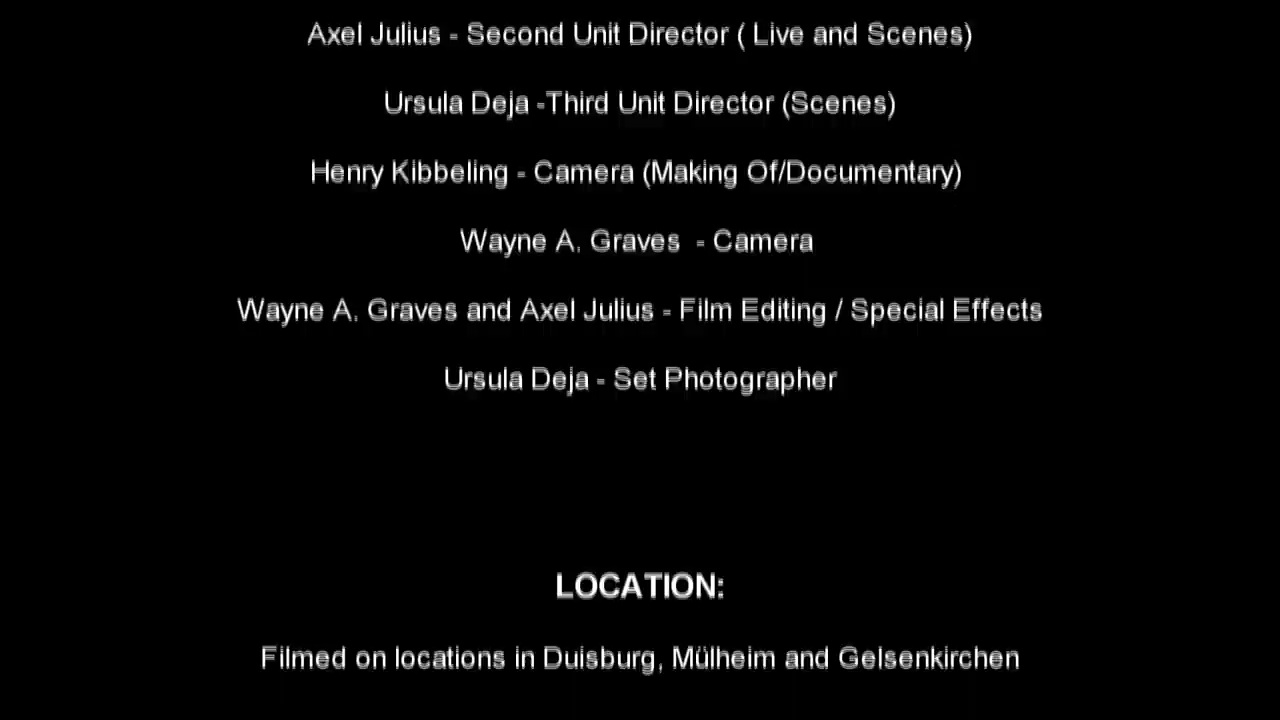 Axel Julius - Second Unit Director ( Live and Scenes)
Ursula Deja -Third Unit Director (Scenes)
Henry Kibbeling - Camera (Making Of/Documentary)
Wayne A. Graves  - Camera
Wayne A. Graves and Axel Julius - Film Editing / Special Effects
Ursula Deja - Set Photographer
LOCATION:
Filmed on locations in Duisburg, Mülheim and Gelsenkirchen